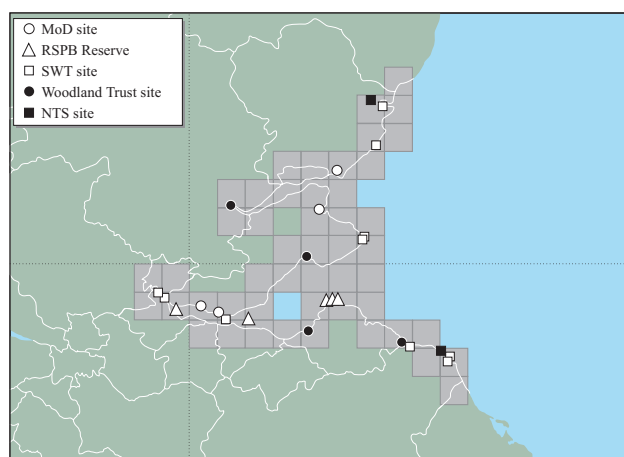 MoD site
RSPB Reserve
SWT site
Woodland Trust site
NTS site